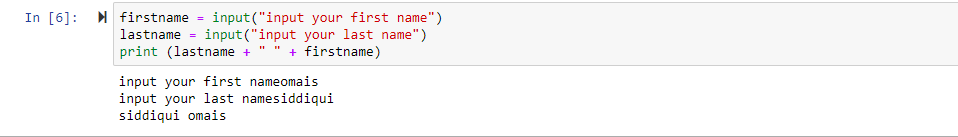 In [6]: firstname = input("input your first name")
lastname = input("input your last name")
print (lastname + " " + firstname)
input your first nameomais
input your last namesiddiqui
siddiqui omais